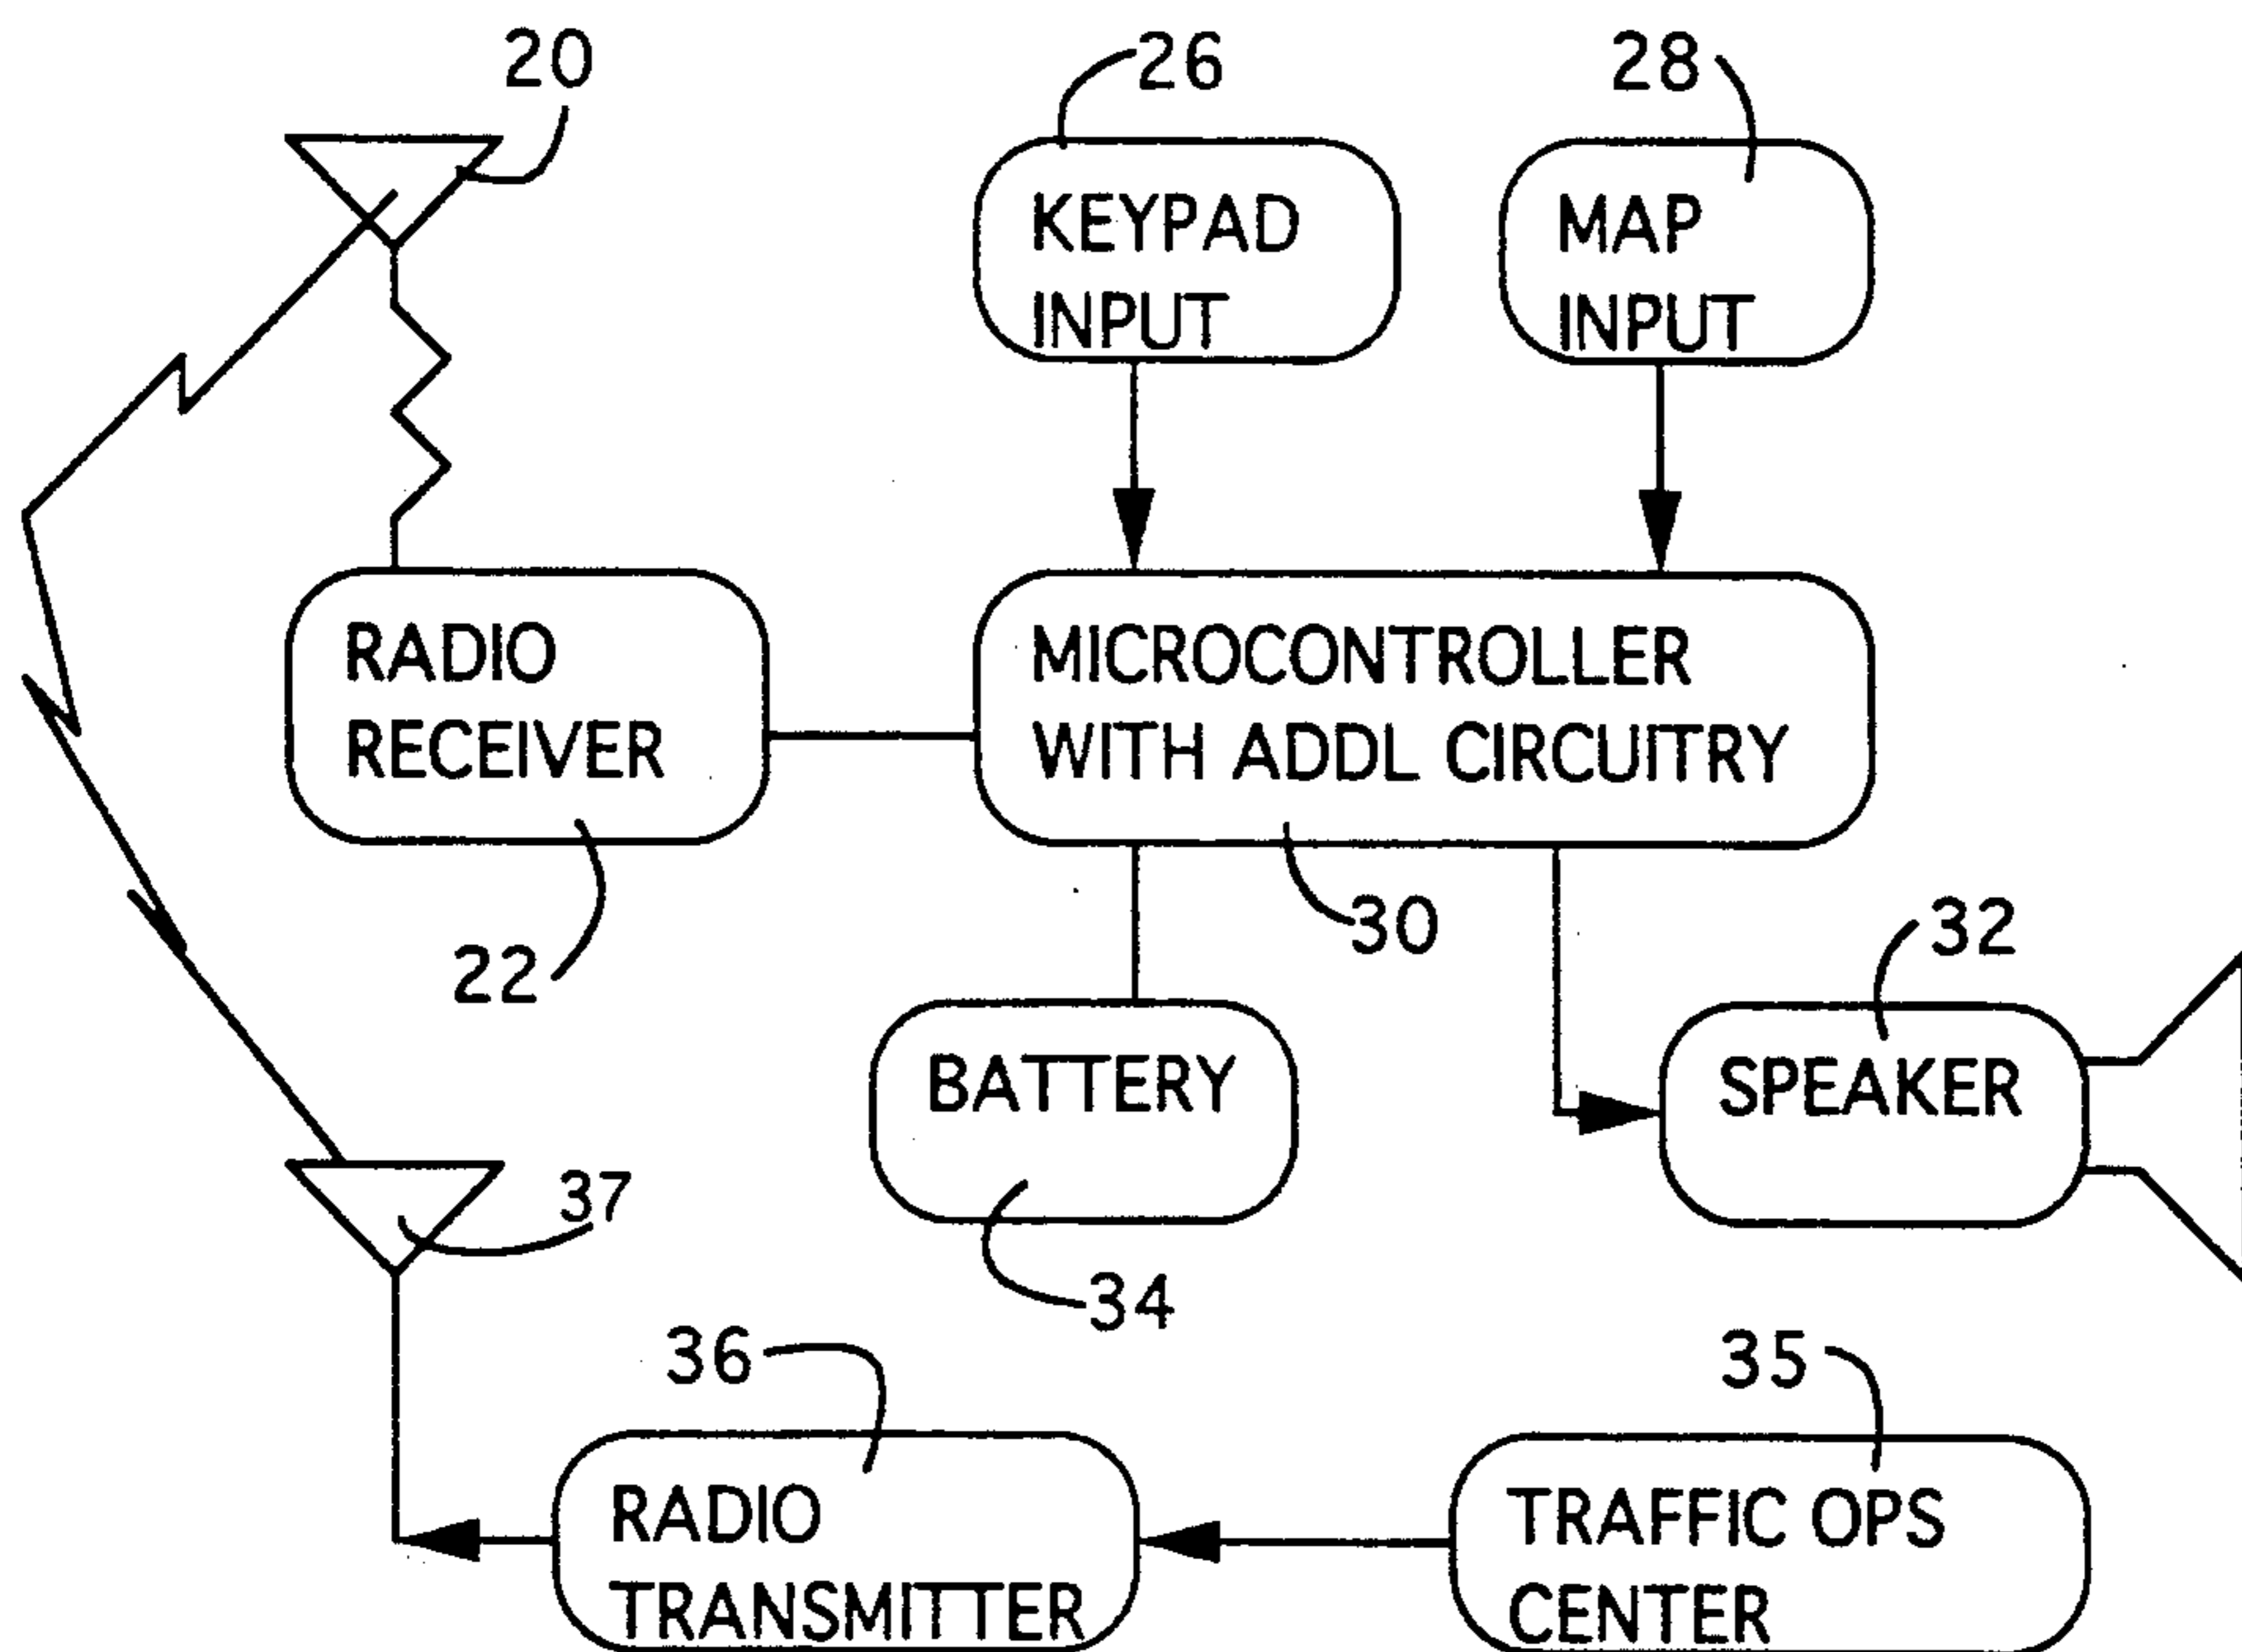 20
26
28
KEYPAD
INPUT
MAP
INPUT
RADIO
RECEIVER
MICROCONTROLLER
WITH ADDL CIRCUITRY
22
30
32
BATTERY
SPEAKER
37
34
36
35
RADIO
TRANSMITTER
TRAFFIC OPS
CENTER